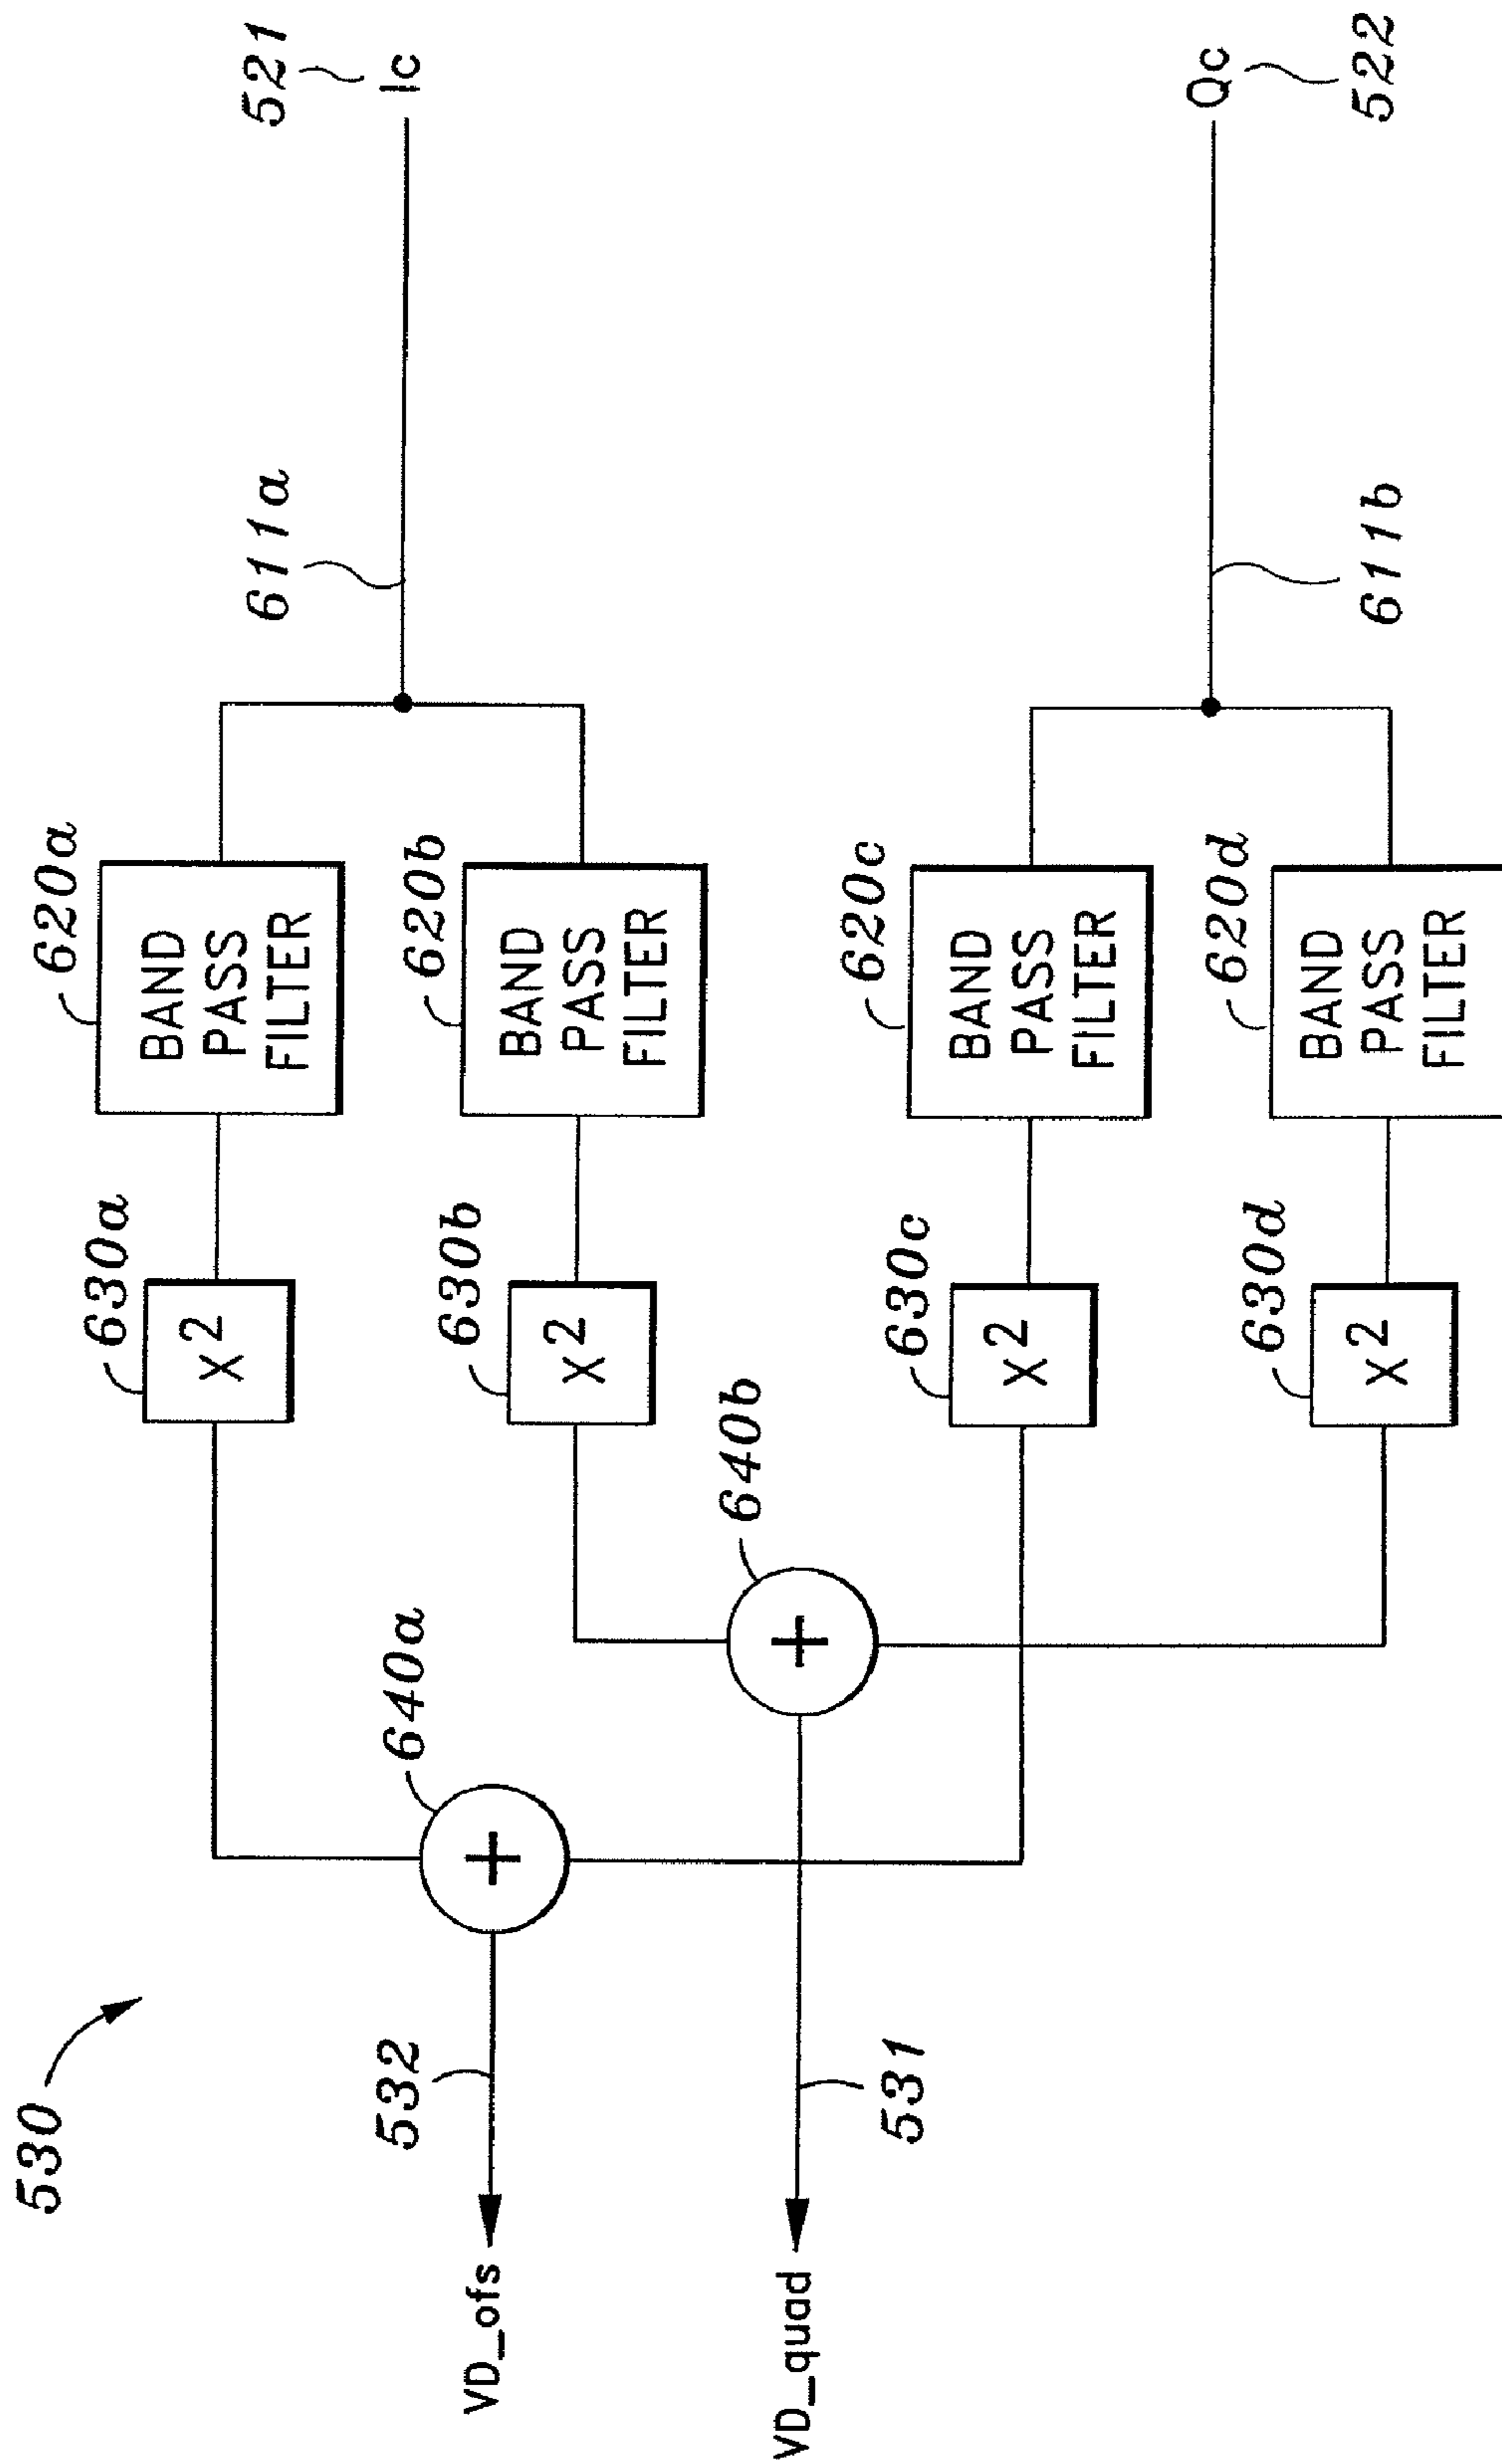 530
521
Ic
611a
620a
BAND
PASS
FILTER
630a
X2
640a
532
VD_ofs
620b
BAND
PASS
FILTER
630b
X2
640b
531
VD_quad
Qc
522
611b
620c
BAND
PASS
FILTER
630c
X2
620d
BAND
PASS
FILTER
630d
X2
+
+